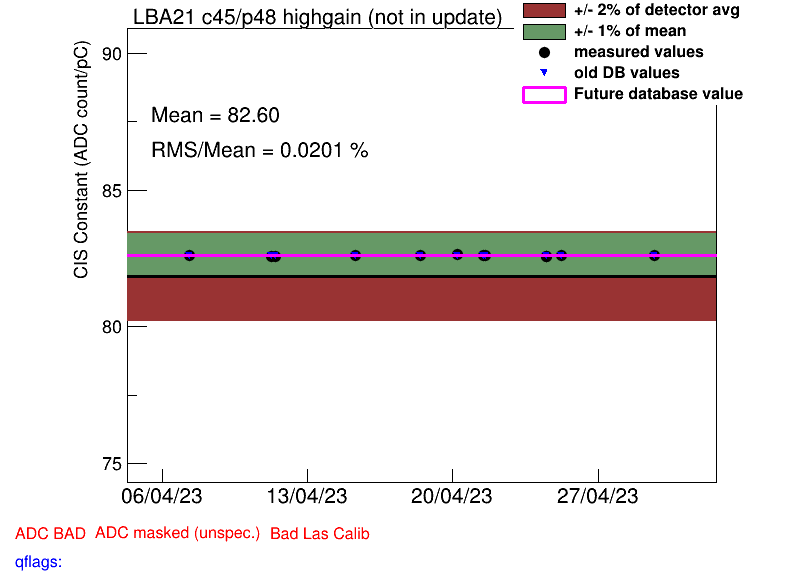 LBA21 c45/p48 highgain (not in update)
+/- 2% of detector avg
+/- 1% of mean
measured values
old DB values
Future database value
Mean = 82.60
RMS/Mean = 0.0201 %
CIS Constant (ADC count/pC)
90
85
80
75
06/04/23 13/04/23 20/04/23 27/04/23
ADC BAD ADC masked (unspec.) Bad Las Calib
qflags: